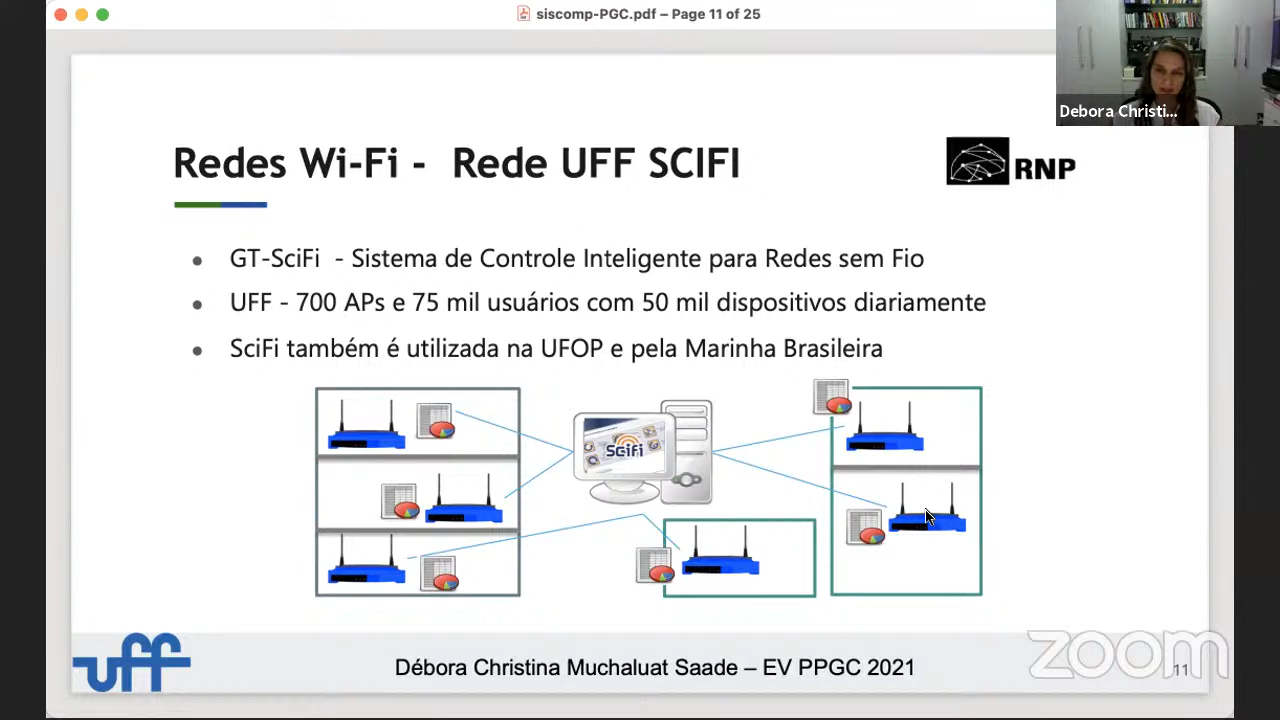 siscomp-PGC.pdf – Page 11 of 25
Debora Christi...
Redes Wi-Fi - Rede UFF SCIFI
RNP
● GT-SciFi - Sistema de Controle Inteligente para Redes sem Fio
● UFF - 700 APs e 75 mil usuários com 50 mil dispositivos diariamente
● SciFi também é utilizada na UFOP e pela Marinha Brasileira
SciFi
uff
Débora Christina Muchaluat Saade – EV PPGC 2021
zoom
11